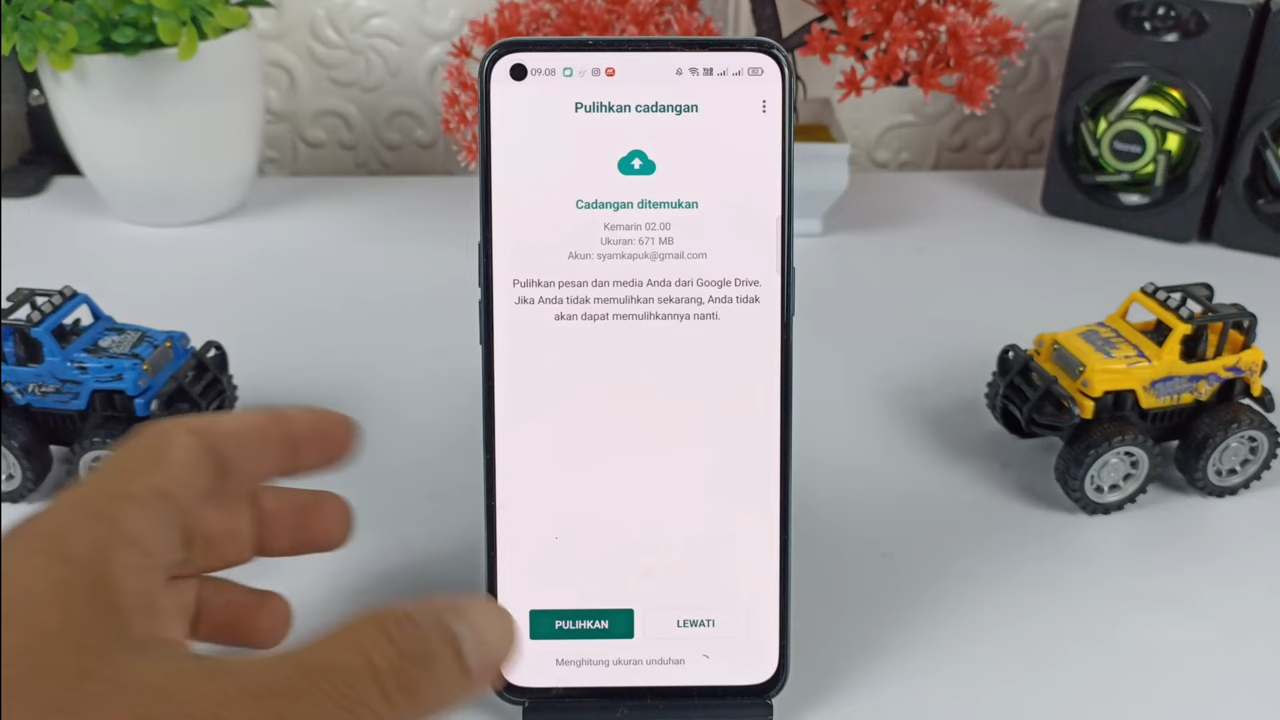 09.08
Pulihkan cadangan
Cadangan ditemukan
Kemarin 02.00
Ukuran: 671 MB
Akun: syamkapuk@gmail.com
Pulihkan pesan dan media Anda dari Google Drive.
Jika Anda tidak memulihkan sekarang, Anda tidak
akan dapat memulihkannya nanti.
PULIHKAN
LEWATI
Menghitung ukuran unduhan